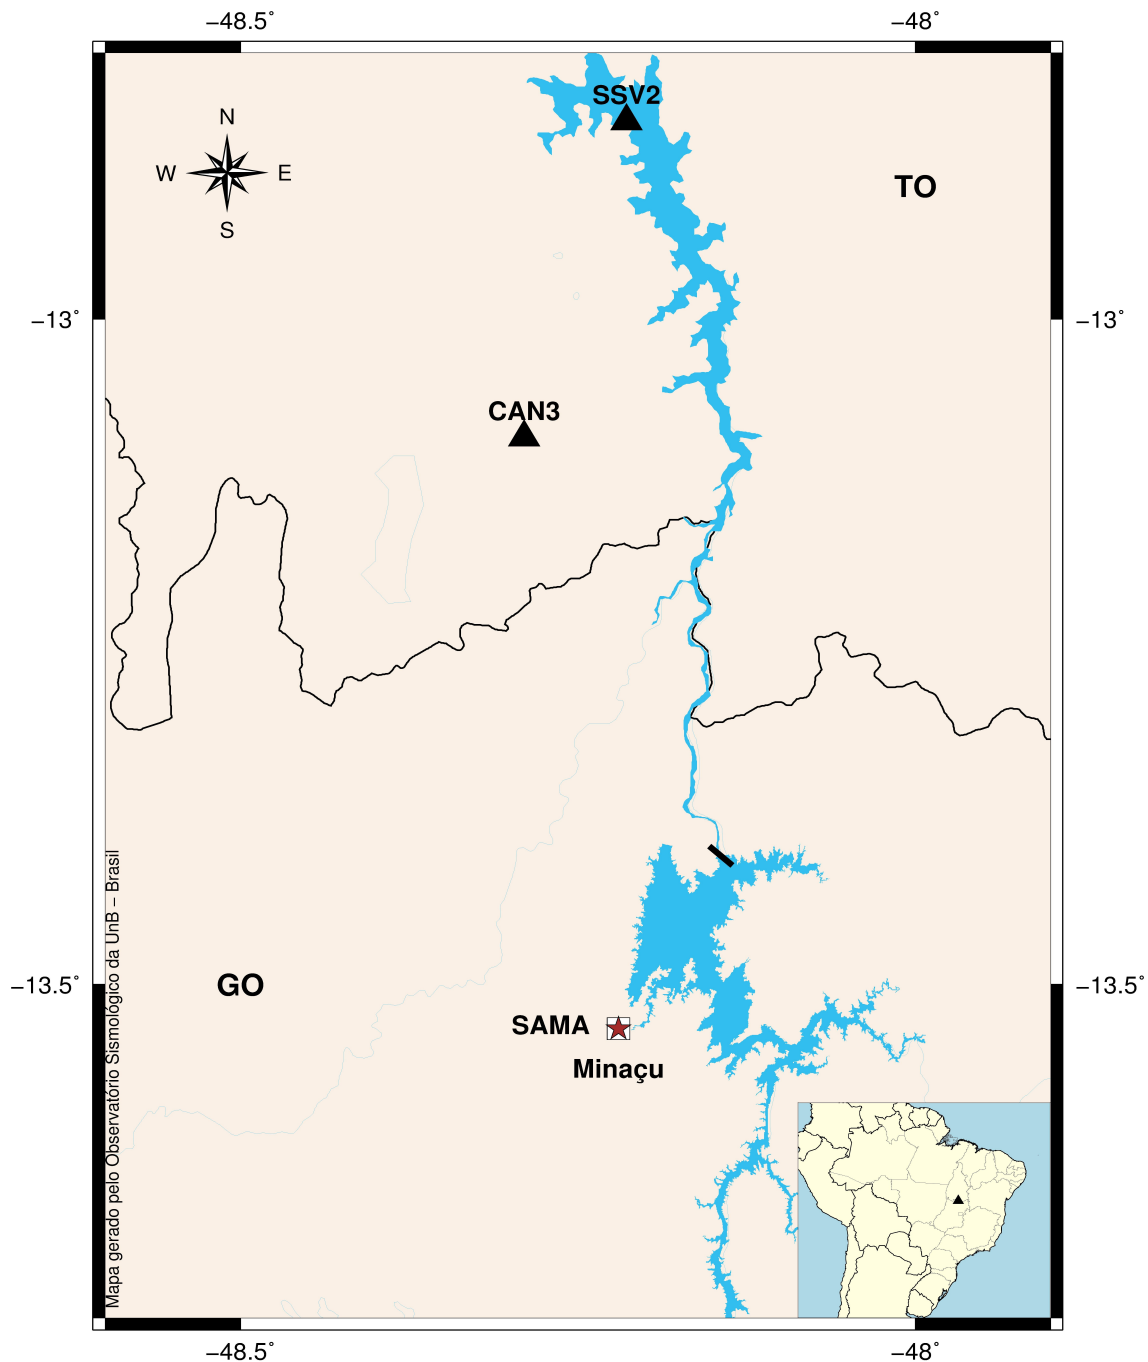 −48.5˚
−48˚
SSV2
N
W
E
S
TO
−13˚
−13˚
CAN3
−13.5˚
−13.5˚
GO
SAMA
Minaçu
Mapa gerado pelo Observatório Sismológico da UnB − Brasil
−48.5˚
−48˚